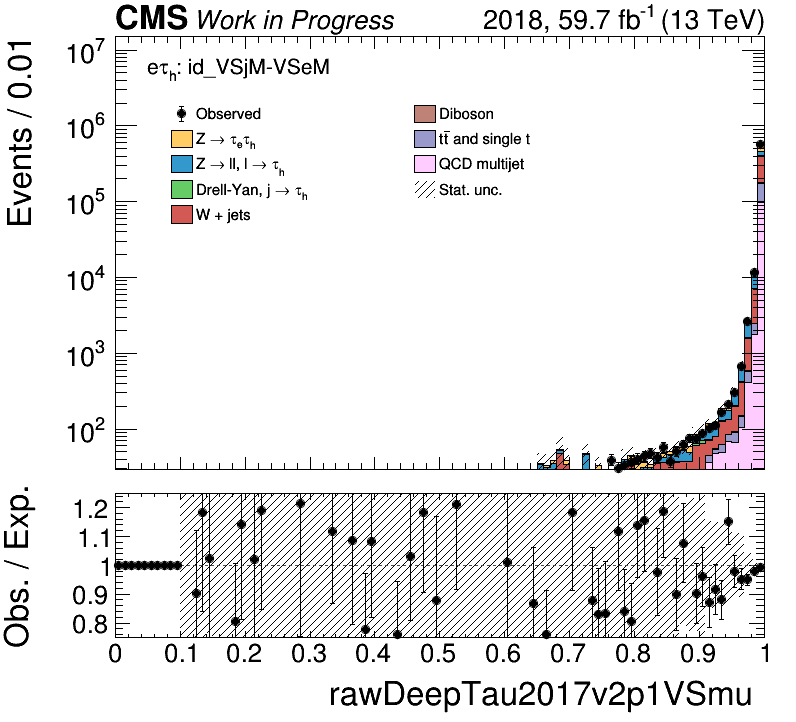 CMS Work in Progress 2018, 59.7 fb⁻¹ (13 TeV)
Events / 0.01
10⁷
10⁶
10⁵
10⁴
10³
10²
eτₕ: id_VSjM-VSeM
Observed
Z → τₑτₕ
Z → ll, l → τₕ
Drell-Yan, j → τₕ
W + jets
Diboson
tt̄ and single t
QCD multijet
Stat. unc.
Obs. / Exp.
1.2
1.1
1
0.9
0.8
0 0.1 0.2 0.3 0.4 0.5 0.6 0.7 0.8 0.9 1
rawDeepTau2017v2p1VSmu